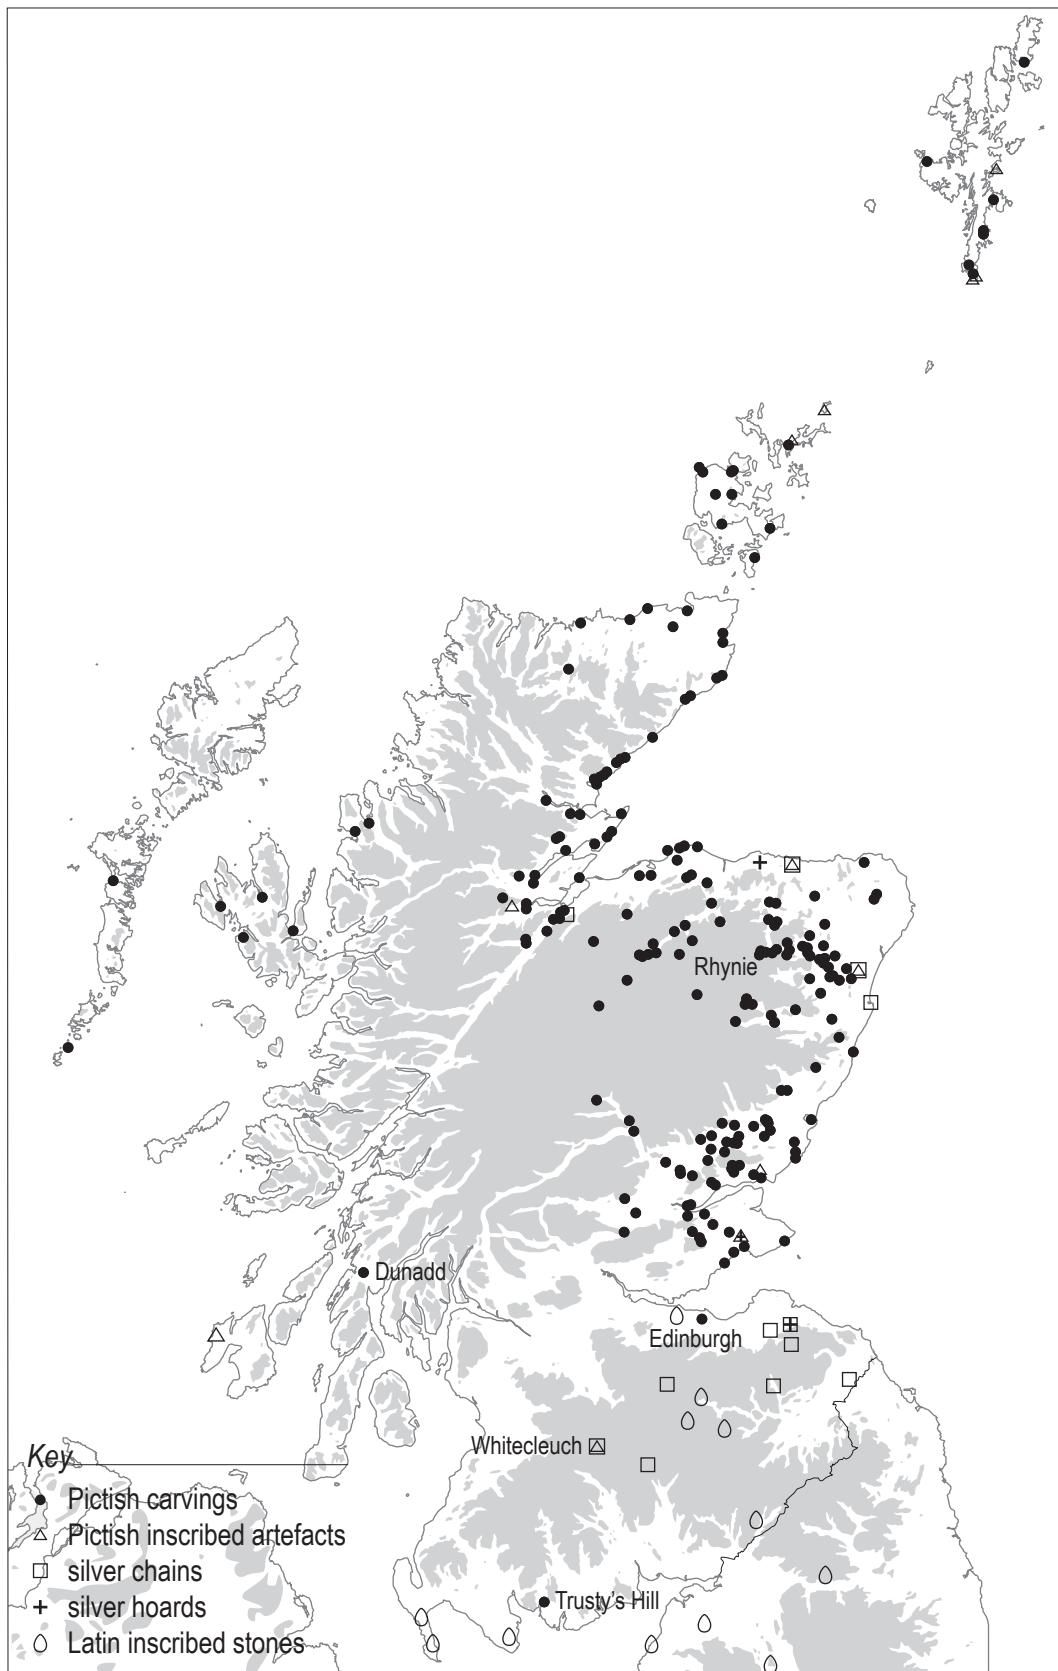 Rhynie
Dunadd
Edinburgh
Whitecleuch
Key
Pictish carvings
Pictish inscribed artefacts
silver chains
silver hoards
Latin inscribed stones
Trusty's Hill